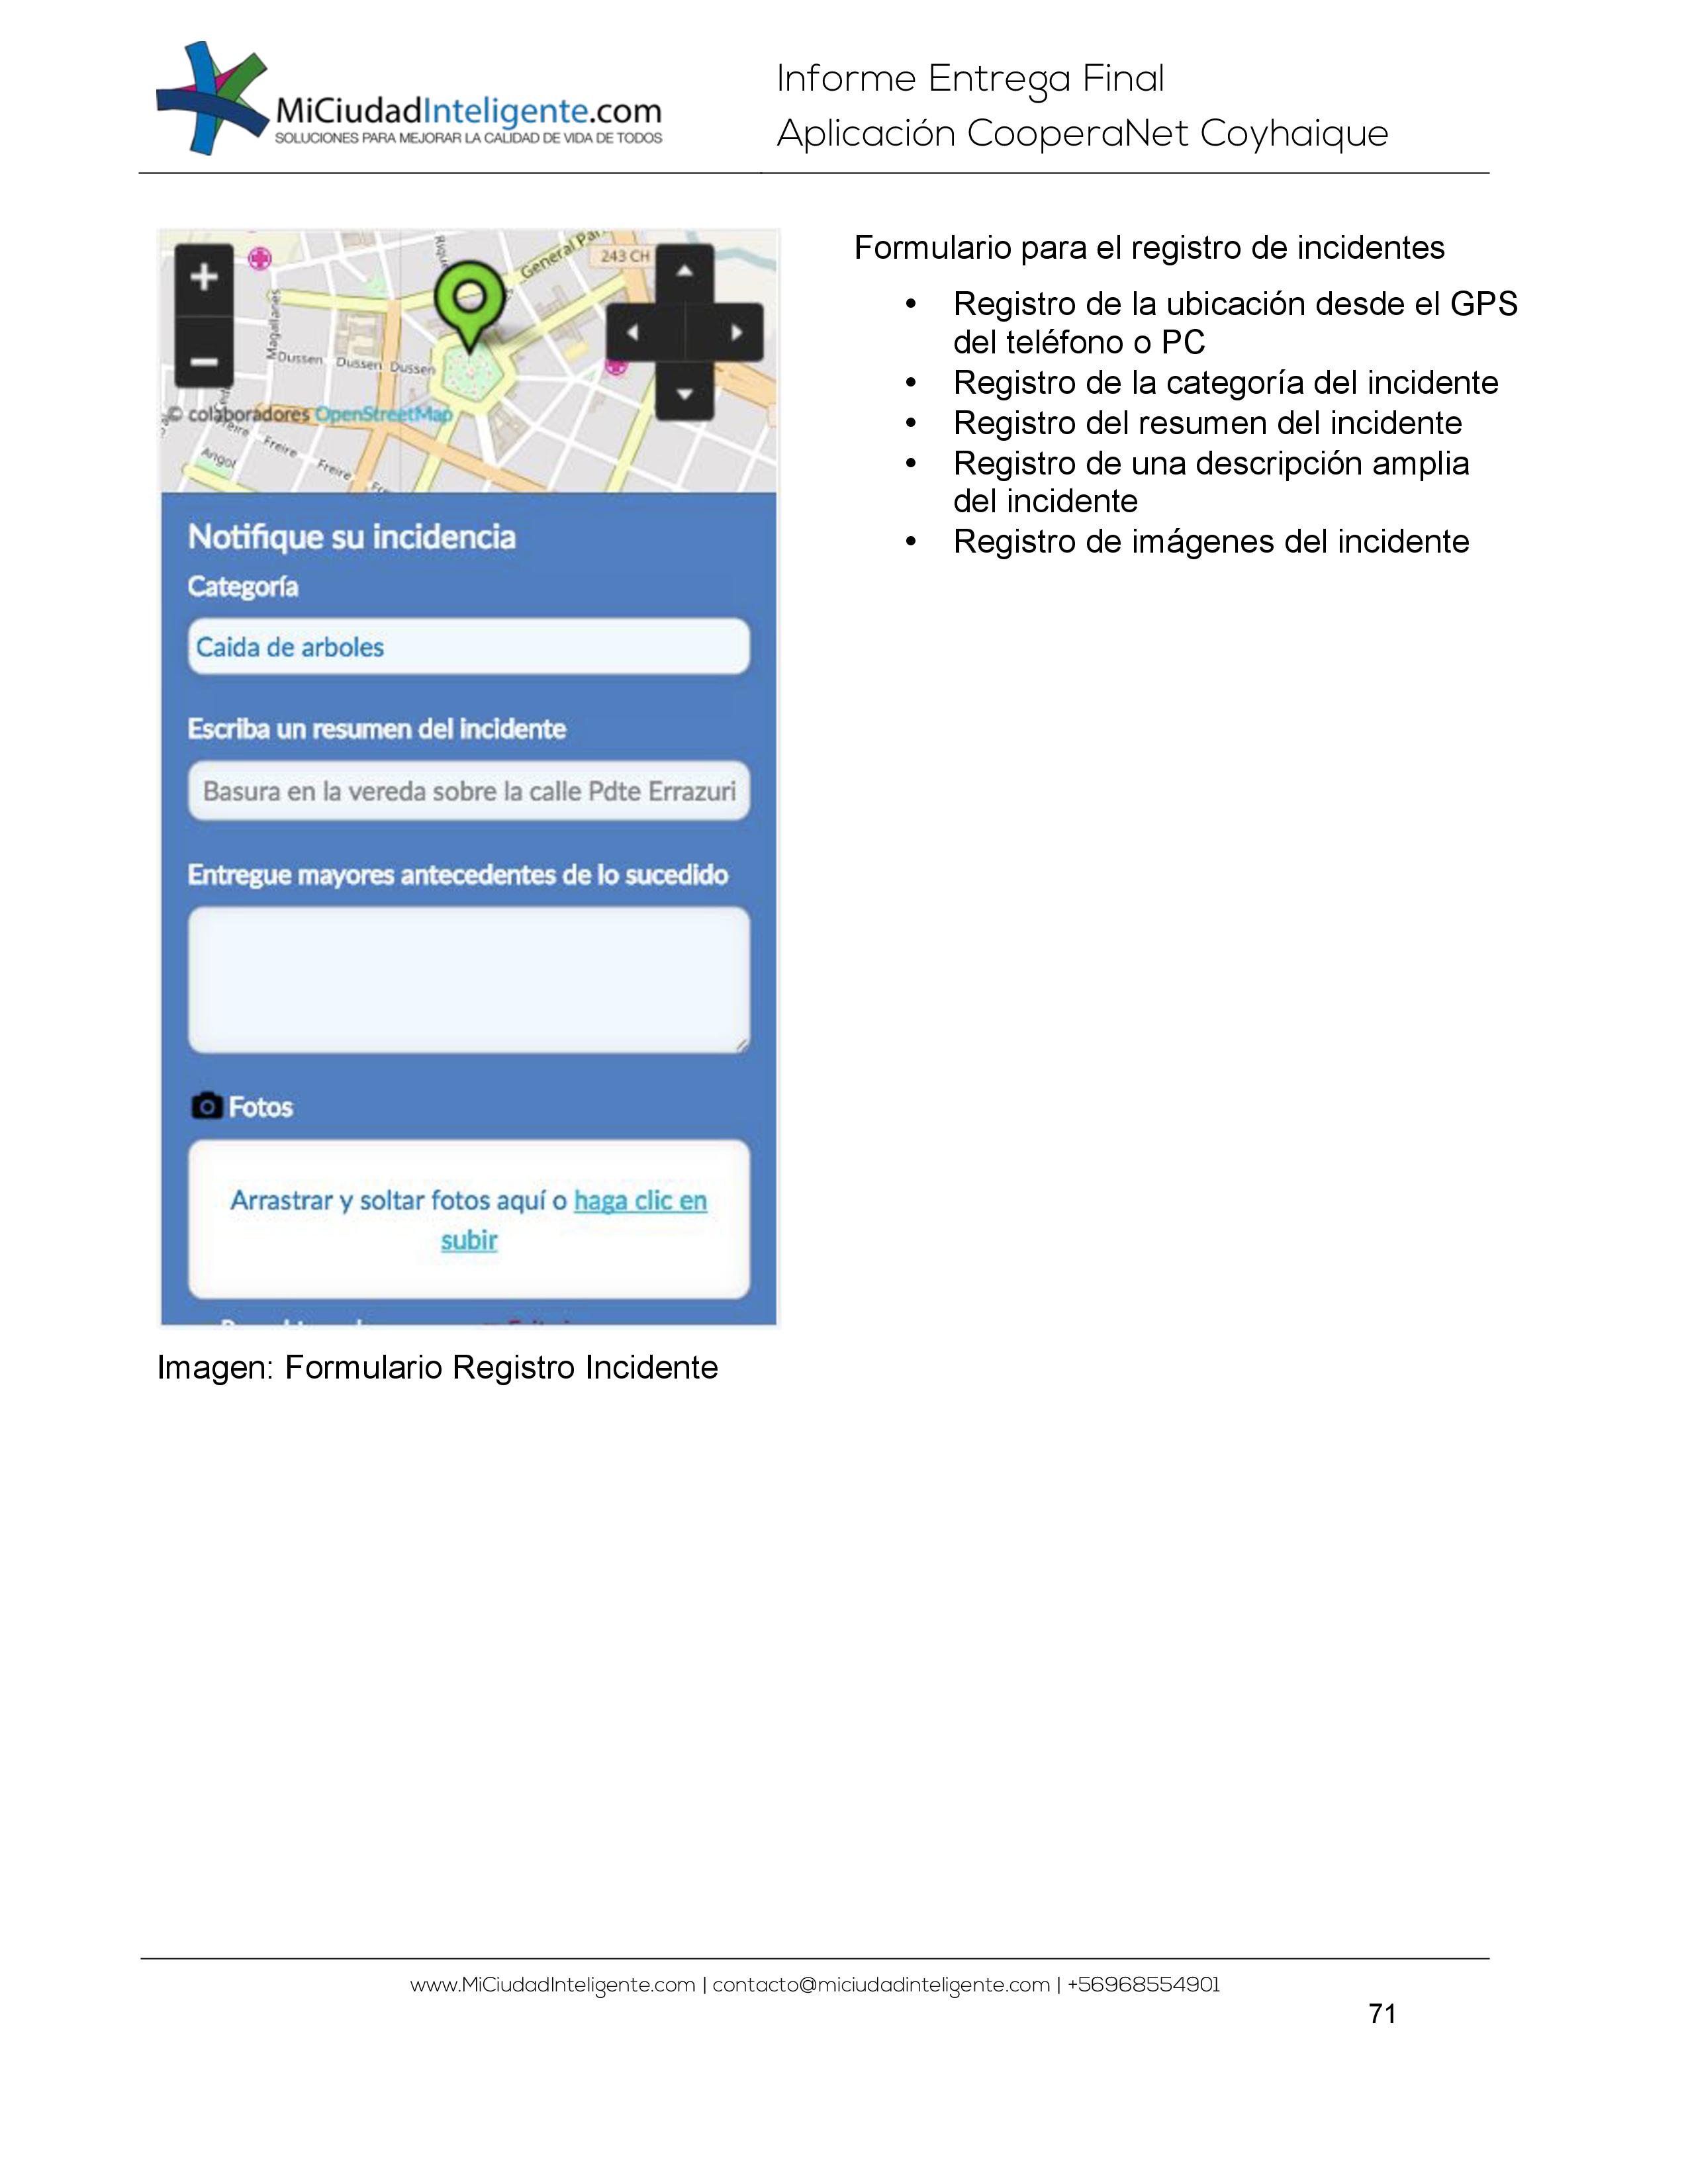 MiCiudadInteligente.com
SOLUCIONES PARA MEJORAR LA CALIDAD DE VIDA DE TODOS
Informe Entrega Final
Aplicación CooperaNet Coyhaique
General
243 CH
Magallanes
Dussen Dussen Dussen
© colaboradores OpenStreetMap
Freire
Freire
Angol
Notifique su incidencia
Categoría
Caida de arboles
Escriba un resumen del incidente
Basura en la vereda sobre la calle Pdte Errazuri
Entregue mayores antecedentes de lo sucedido
Fotos
Arrastrar y soltar fotos aquí o haga clic en
subir
Imagen: Formulario Registro Incidente
Formulario para el registro de incidentes
• Registro de la ubicación desde el GPS
del teléfono o PC
• Registro de la categoría del incidente
• Registro del resumen del incidente
• Registro de una descripción amplia
del incidente
• Registro de imágenes del incidente
www.MiCiudadInteligente.com | contacto@miciudadinteligente.com | +56968554901
71